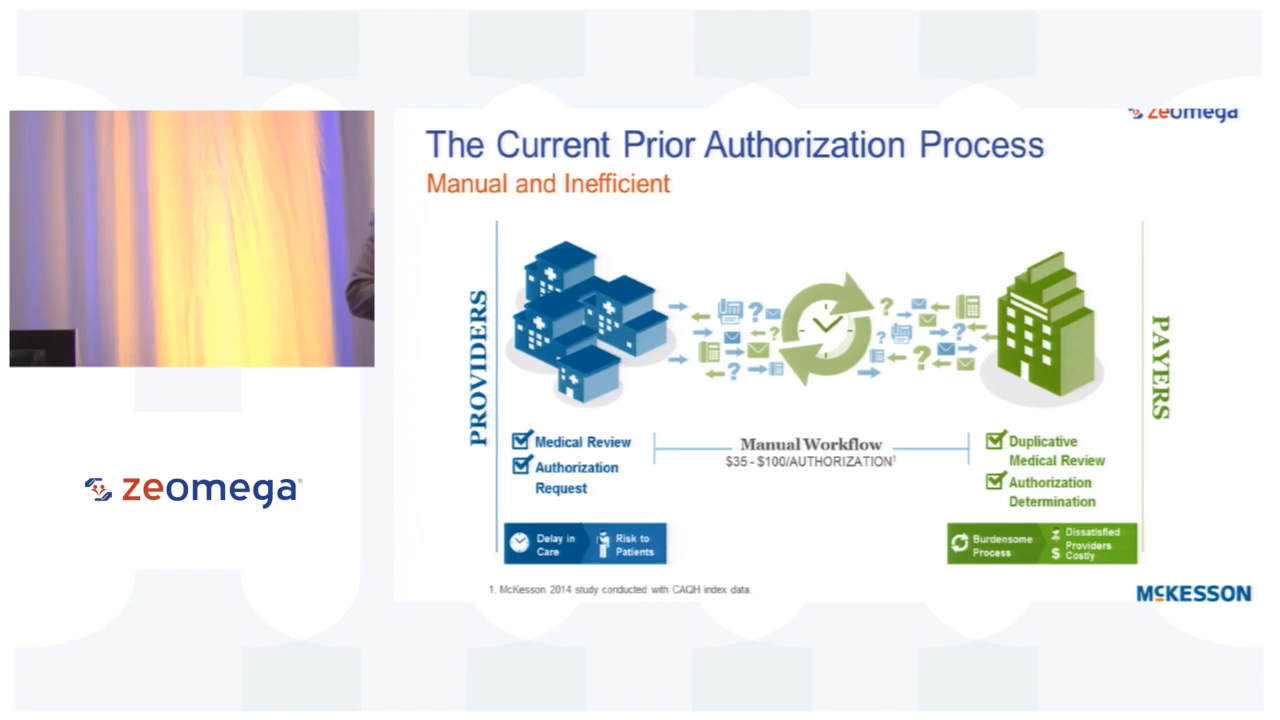 zeomega
The Current Prior Authorization Process
Manual and Inefficient
PROVIDERS
PAYERS
Medical Review
Authorization
Request
Manual Workflow
$35 - $100/AUTHORIZATION¹
Duplicative
Medical Review
Authorization
Determination
Delay in
Care
Risk to
Patients
Burdensome
Process
Dissatisfied
Providers
$ Costly
1. McKesson 2014 study conducted with CAQH index data.
MCKESSON
zeomega